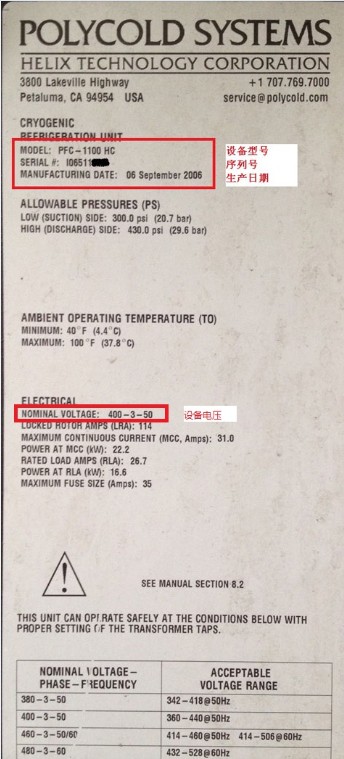 POLYCOLD SYSTEMS
HELIX TECHNOLOGY CORPORATION
3800 Lakeville Highway +1 707.769.7000
Petaluma, CA 94954 USA service@polycold.com
CRYOGENIC
REFRIGERATION UNIT
MODEL: PFC-1100 HC 设备型号
SERIAL #: I06511 序列号
MANUFACTURING DATE: 06 September 2006 生产日期
ALLOWABLE PRESSURES (PS)
LOW (SUCTION) SIDE: 300.0 psi (20.7 bar)
HIGH (DISCHARGE) SIDE: 430.0 psi (29.6 bar)
AMBIENT OPERATING TEMPERATURE (TO)
MINIMUM: 40°F (4.4°C)
MAXIMUM: 100°F (37.8°C)
ELECTRICAL
NOMINAL VOLTAGE: 400-3-50 设备电压
LOCKED ROTOR AMPS (LRA): 114
MAXIMUM CONTINUOUS CURRENT (MCC, Amps): 31.0
POWER AT MCC (kW): 22.2
RATED LOAD AMPS (RLA): 26.7
POWER AT RLA (kW): 16.6
MAXIMUM FUSE SIZE (Amps): 35
SEE MANUAL SECTION 8.2
THIS UNIT CAN OPERATE SAFELY AT THE CONDITIONS BELOW WITH
PROPER SETTING OF THE TRANSFORMER TAPS.
NOMINAL VOLTAGE- ACCEPTABLE
PHASE-FREQUENCY VOLTAGE RANGE
380-3-50 342-418@50Hz
400-3-50 360-440@50Hz
460-3-50/60 414-460@50Hz 414-506@60Hz
480-3-60 432-528@60Hz